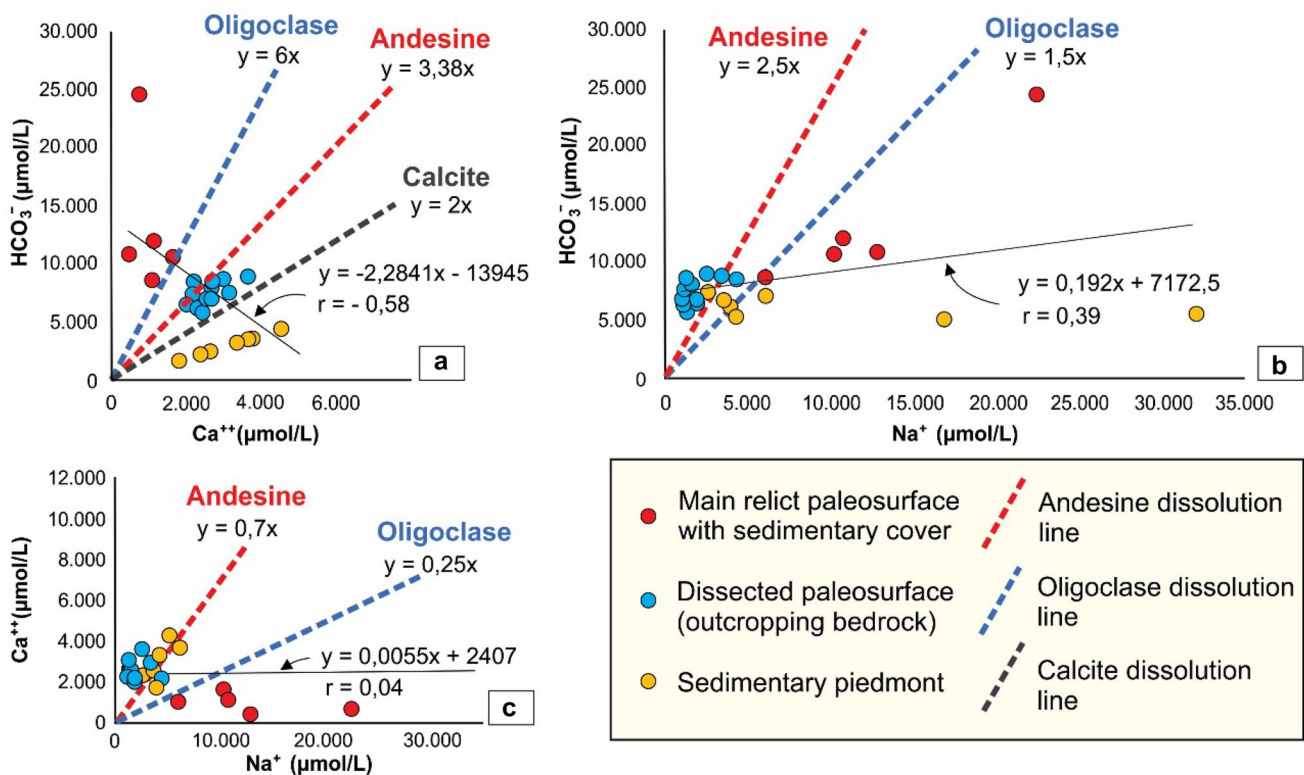 Oligoclase
y = 6x
Andesine
y = 3,38x
Calcite
y = 2x
30.000
25.000
20.000
15.000
10.000
5.000
0
HCO₃⁻ (µmol/L)
y = -2,2841x - 13945
r = - 0,58
a
0
2.000
4.000
6.000
Ca⁺⁺(µmol/L)
Andesine
y = 2,5x
Oligoclase
y = 1,5x
30.000
25.000
20.000
15.000
10.000
5.000
0
HCO₃⁻ (µmol/L)
y = 0,192x + 7172,5
r = 0,39
b
0
5.000
10.000
15.000
20.000
25.000
30.000
35.000
Na⁺ (µmol/L)
12.000
10.000
8.000
6.000
4.000
2.000
0
Ca⁺⁺(µmol/L)
Andesine
y = 0,7x
Oligoclase
y = 0,25x
y = 0,0055x + 2407
r = 0,04
c
0
10.000
20.000
30.000
Na⁺ (µmol/L)
Main relict paleosurface
with sedimentary cover
Dissected paleosurface
(outcropping bedrock)
Sedimentary piedmont
Andesine dissolution
line
Oligoclase dissolution
line
Calcite dissolution
line